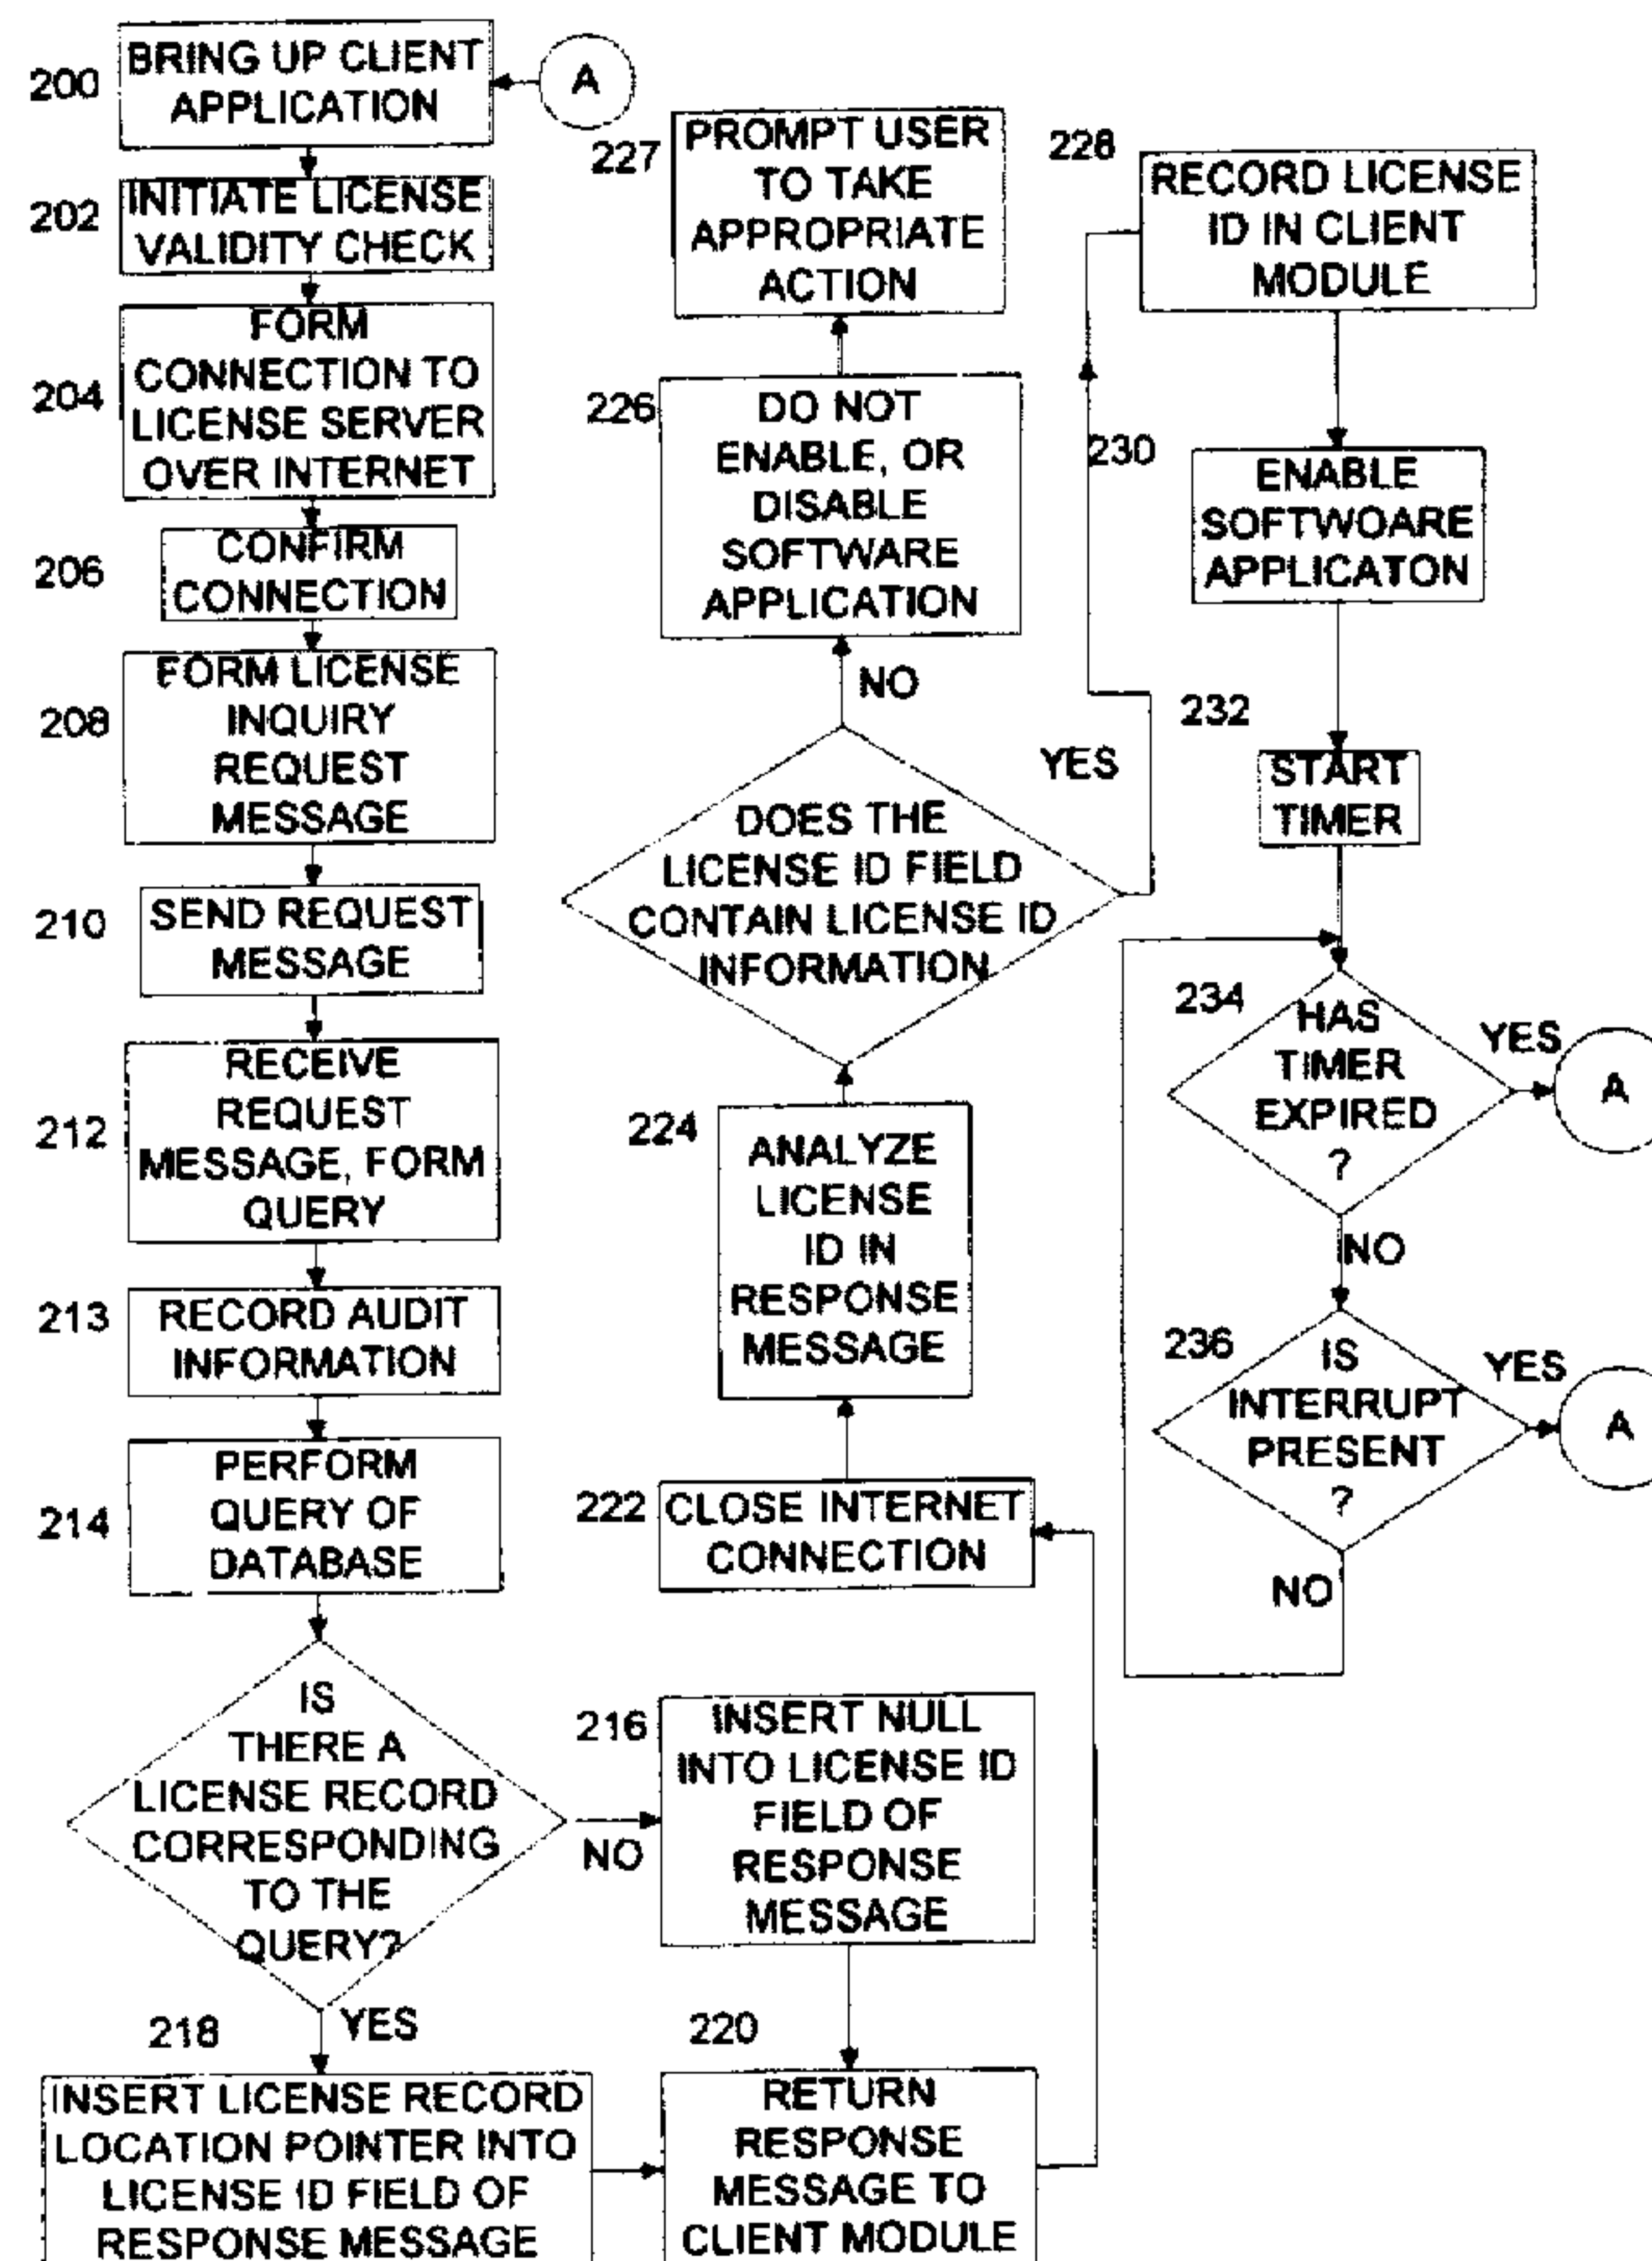 200
BRING UP CLIENT
APPLICATION
A
202
INITIATE LICENSE
VALIDITY CHECK
204
FORM
CONNECTION TO
LICENSE SERVER
OVER INTERNET
206
CONFIRM
CONNECTION
208
FORM LICENSE
INQUIRY
REQUEST
MESSAGE
210
SEND REQUEST
MESSAGE
212
RECEIVE
REQUEST
MESSAGE, FORM
QUERY
213
RECORD AUDIT
INFORMATION
214
PERFORM
QUERY OF
DATABASE
IS
THERE A
LICENSE RECORD
CORRESPONDING
TO THE
QUERY?
NO
YES
218
INSERT LICENSE RECORD
LOCATION POINTER INTO
LICENSE ID FIELD OF
RESPONSE MESSAGE
216
INSERT NULL
INTO LICENSE ID
FIELD OF
RESPONSE
MESSAGE
220
RETURN
RESPONSE
MESSAGE TO
CLIENT MODULE
222
CLOSE INTERNET
CONNECTION
224
ANALYZE
LICENSE
ID IN
RESPONSE
MESSAGE
DOES THE
LICENSE ID FIELD
CONTAIN LICENSE ID
INFORMATION
NO
YES
226
DO NOT
ENABLE, OR
DISABLE
SOFTWARE
APPLICATION
227
PROMPT USER
TO TAKE
APPROPRIATE
ACTION
228
RECORD LICENSE
ID IN CLIENT
MODULE
230
ENABLE
SOFTWOARE
APPLICATON
232
START
TIMER
234
HAS
TIMER
EXPIRED
?
YES
A
NO
236
IS
INTERRUPT
PRESENT
?
YES
A
NO